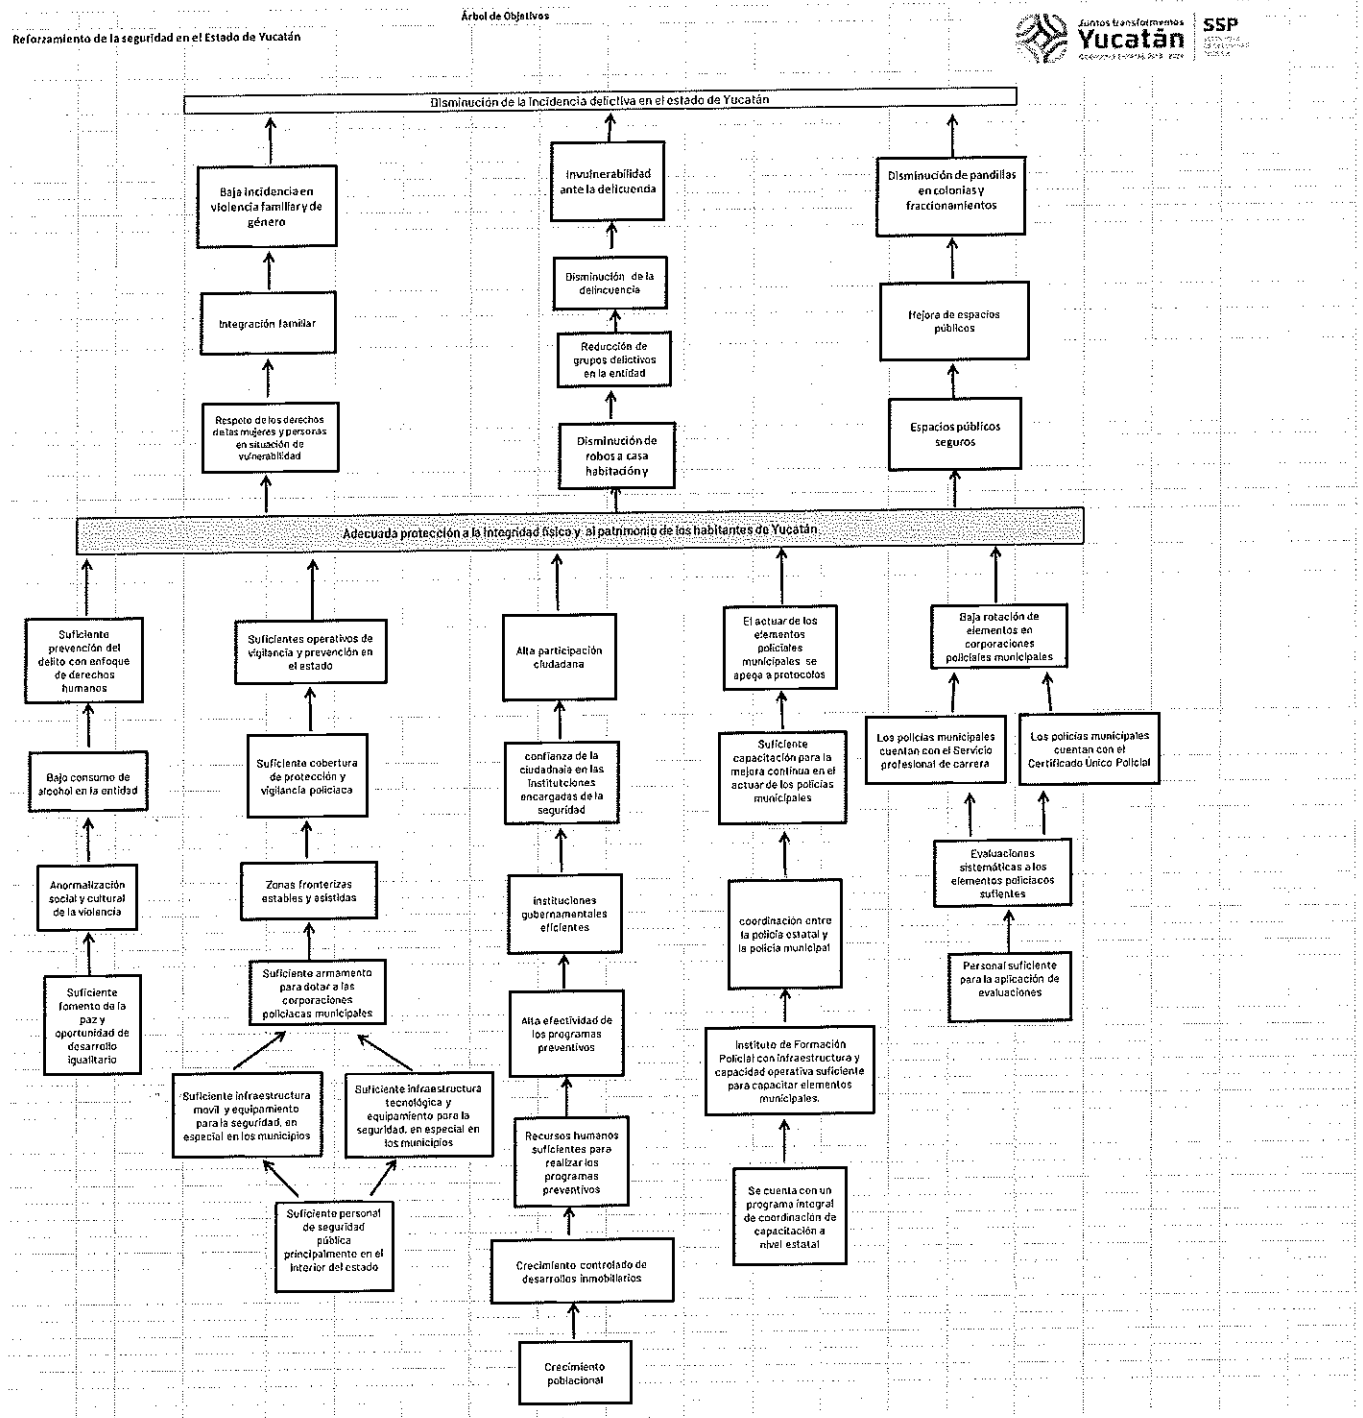 Árbol de Objetivos
Reforzamiento de la seguridad en el Estado de Yucatán
Juntos transformemos
Yucatán
SSP
Disminución de la incidencia delictiva en el estado de Yucatán
Baja incidencia en
violencia familiar y de
género
Invulnerabilidad
ante la delicuencia
Disminución de pandillas
en colonias y
fraccionamientos
Integración familiar
Disminución de la
delincuencia
Mejora de espacios
públicos
Reducción de
grupos delictivos
en la entidad
Respeto de los derechos
de las mujeres y personas
en situación de
vulnerabilidad
Disminución de
robos a casa
habitación y
Espacios públicos
seguros
Adecuada protección a la integridad físico y al patrimonio de los habitantes de Yucatán
Suficiente
prevención del
delito con enfoque
de derechos
humanos
Suficientes operativos de
vigilancia y prevención en
el estado
Alta participación
ciudadana
El actuar de los
elementos
policiales
municipales se
apega a protocolos
Baja rotación de
elementos en
corporaciones
policiales municipales
Bajo consumo de
alcohol en la entidad
Suficiente cobertura
de protección y
vigilancia policiaca
confianza de la
ciudadnaía en las
instituciones
encargadas de la
seguridad
Suficiente
capacitación para la
mejora continua en el
actuar de los policías
municipales
Los policías municipales
cuentan con el Servicio
profesional de carrera
Los policías municipales
cuentan con el
Certificado Único Policial
Anormalización
social y cultural
de la violencia
Zonas fronterizas
estables y asistidas
instituciones
gubernamentales
eficientes
coordinación entre
la policía estatal y
la policía municipal
Evaluaciones
sistemáticas a los
elementos policiacos
sufientes
Suficiente
fomento de la
paz y
oportunidad de
desarrollo
igualitario
Suficiente armamento
para dotar a las
corporaciones
policiacas municipales
Alta efectividad de
los programas
preventivos
Instituto de Formación
Policial con infraestructura y
capacidad operativa suficiente
para capacitar elementos
municipales.
Personal suficiente
para la aplicación de
evaluaciones
Suficiente infraestructura
movil y equipamiento
para la seguridad, en
especial en los municipios
Suficiente infraestructura
tecnológica y
equipamiento para la
seguridad, en especial en
los municipios
Recursos humanos
suficientes para
realizar los
programas
preventivos
Se cuenta con un
programa integral
de coordinación de
capacitación a
nivel estatal
Suficiente personal
de seguridad
pública
principalmento en el
interior del estado
Crecimiento controlado de
desarrollos inmobiliarios
Crecimiento
poblacional